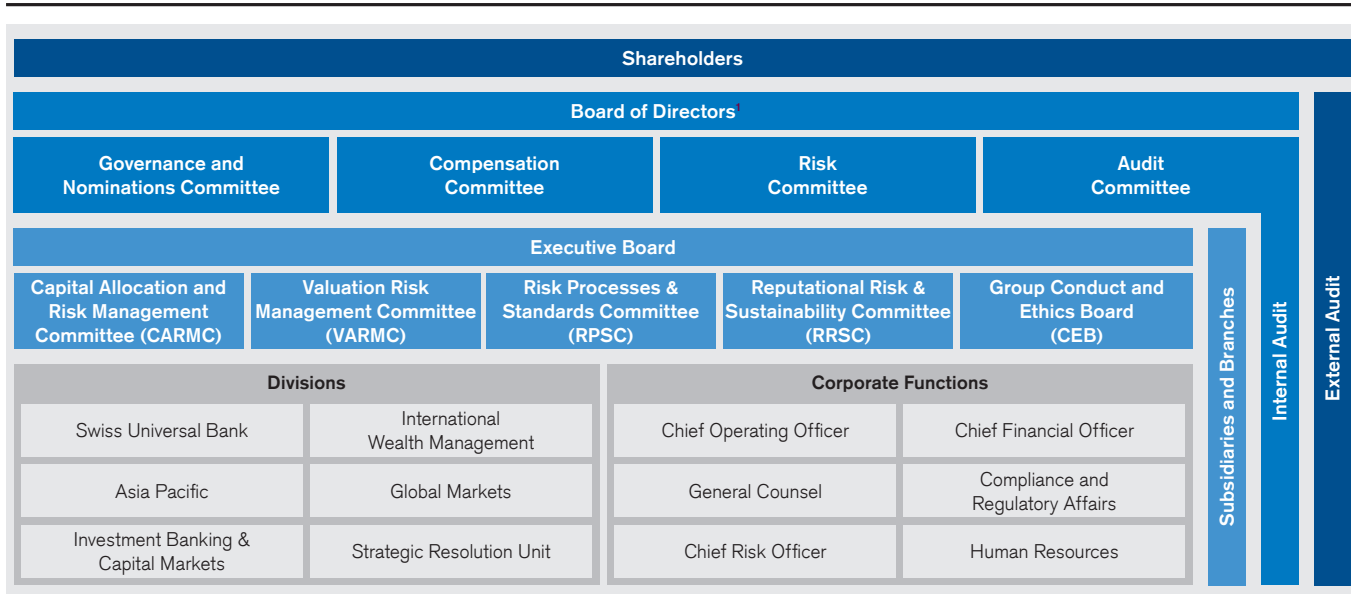 Shareholders
Board of Directors¹
Governance and
Nominations Committee
Compensation
Committee
Risk
Committee
Audit
Committee
Executive Board
Capital Allocation and
Risk Management
Committee (CARMC)
Valuation Risk
Management Committee
(VARMC)
Risk Processes &
Standards Committee
(RPSC)
Reputational Risk &
Sustainability Committee
(RRSC)
Group Conduct and
Ethics Board
(CEB)
Divisions
Swiss Universal Bank
International
Wealth Management
Asia Pacific
Global Markets
Investment Banking &
Capital Markets
Strategic Resolution Unit
Corporate Functions
Chief Operating Officer
Chief Financial Officer
General Counsel
Compliance and
Regulatory Affairs
Chief Risk Officer
Human Resources
Subsidiaries and Branches
Internal Audit
External Audit